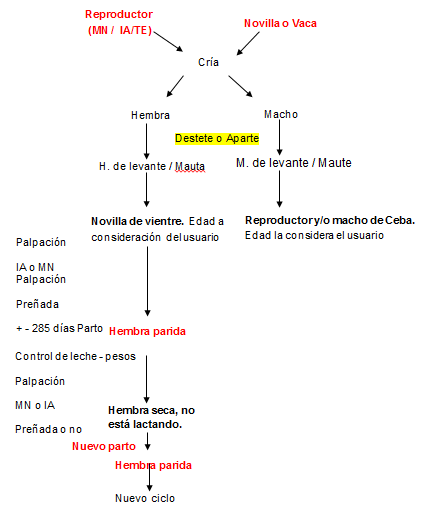 Reproductor
(MN / IA/TE)
Novilla o Vaca
Cría
Hembra
Macho
Destete o Aparte
H. de levante / Mauta
M. de levante / Maute
Novilla de vientre. Edad a
consideración del usuario
Reproductor y/o macho de Ceba.
Edad la considera el usuario
Palpación
IA o MN
Palpación
Preñada
+ - 285 días Parto
Hembra parida
Control de leche - pesos
Palpación
MN o IA
Hembra seca, no
está lactando.
Preñada o no
Nuevo parto
Hembra parida
Nuevo ciclo